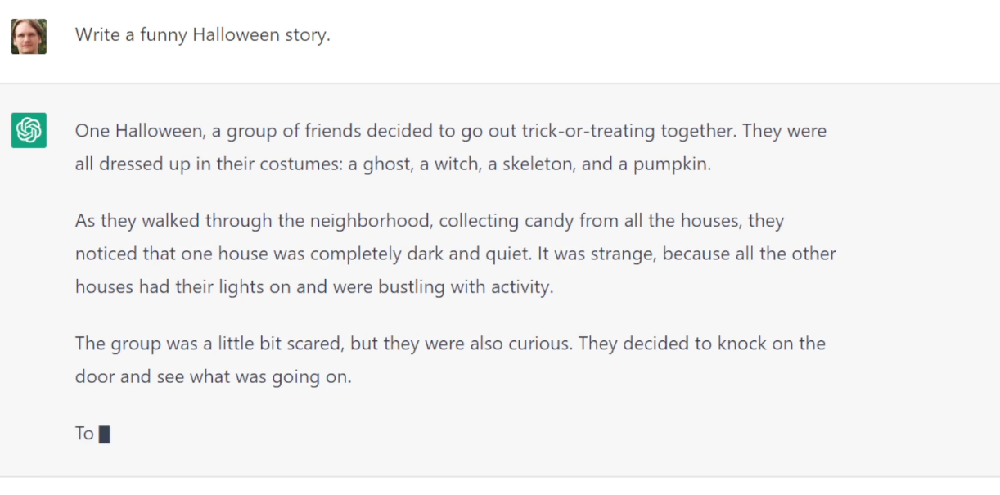 Write a funny Halloween story.
One Halloween, a group of friends decided to go out trick-or-treating together. They were
all dressed up in their costumes: a ghost, a witch, a skeleton, and a pumpkin.
As they walked through the neighborhood, collecting candy from all the houses, they
noticed that one house was completely dark and quiet. It was strange, because all the other
houses had their lights on and were bustling with activity.
The group was a little bit scared, but they were also curious. They decided to knock on the
door and see what was going on.
To